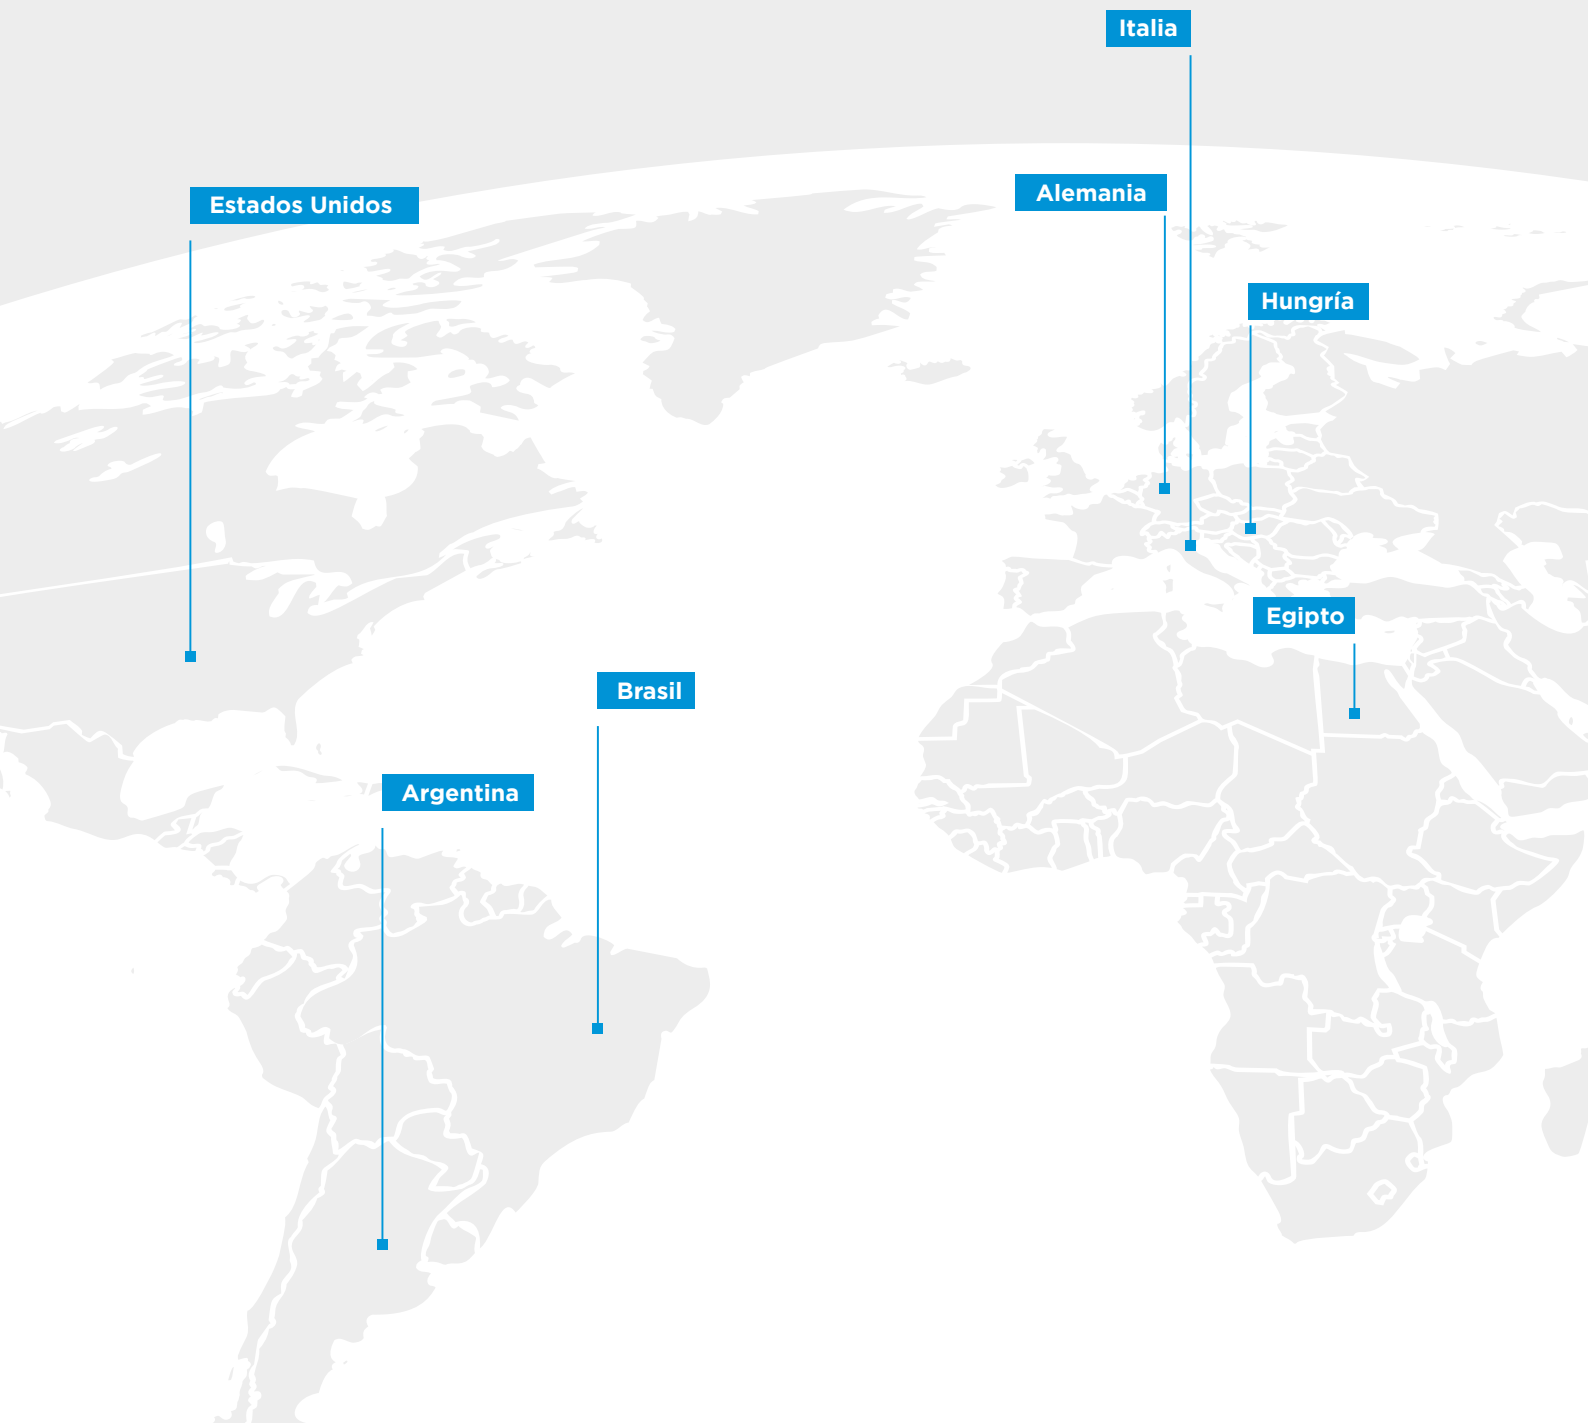 Italia
Alemania
Estados Unidos
Hungría
Egipto
Brasil
Argentina